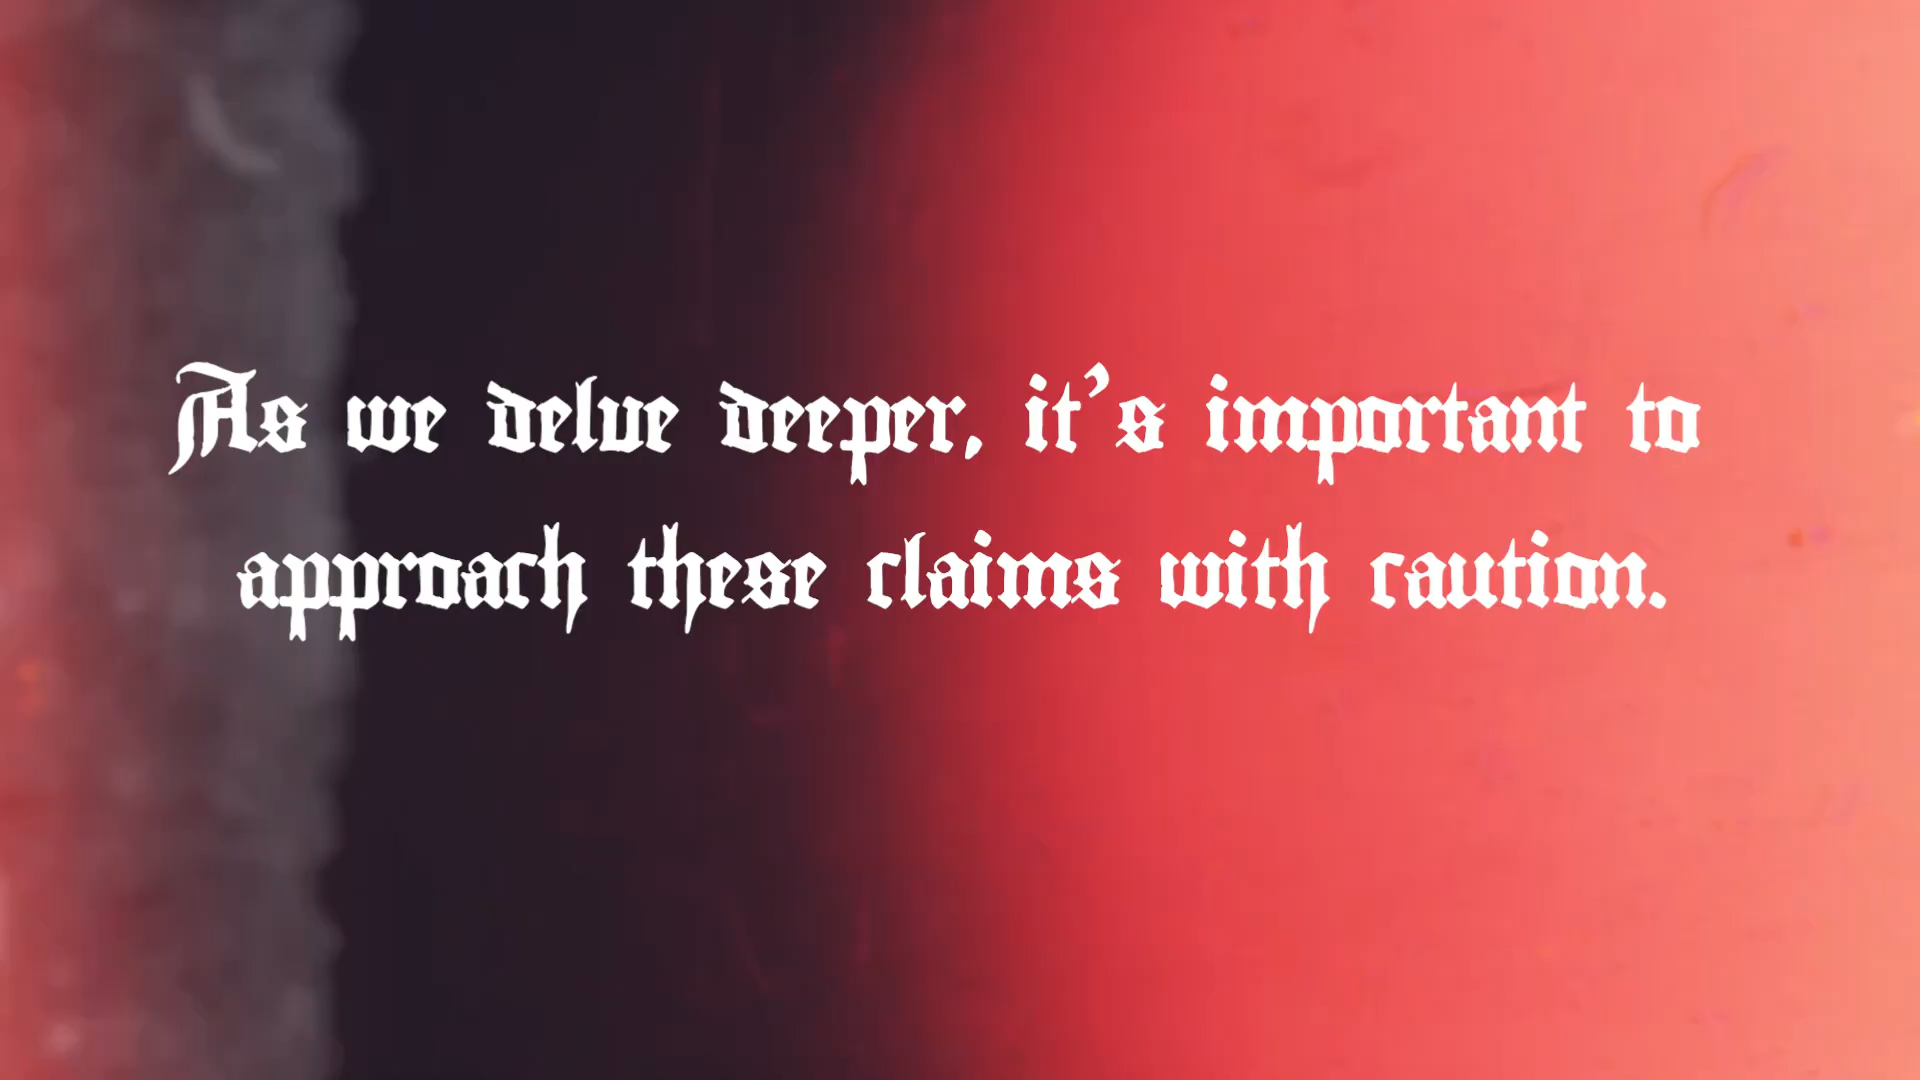 As we delve deeper, it's important to
approach these claims with caution.